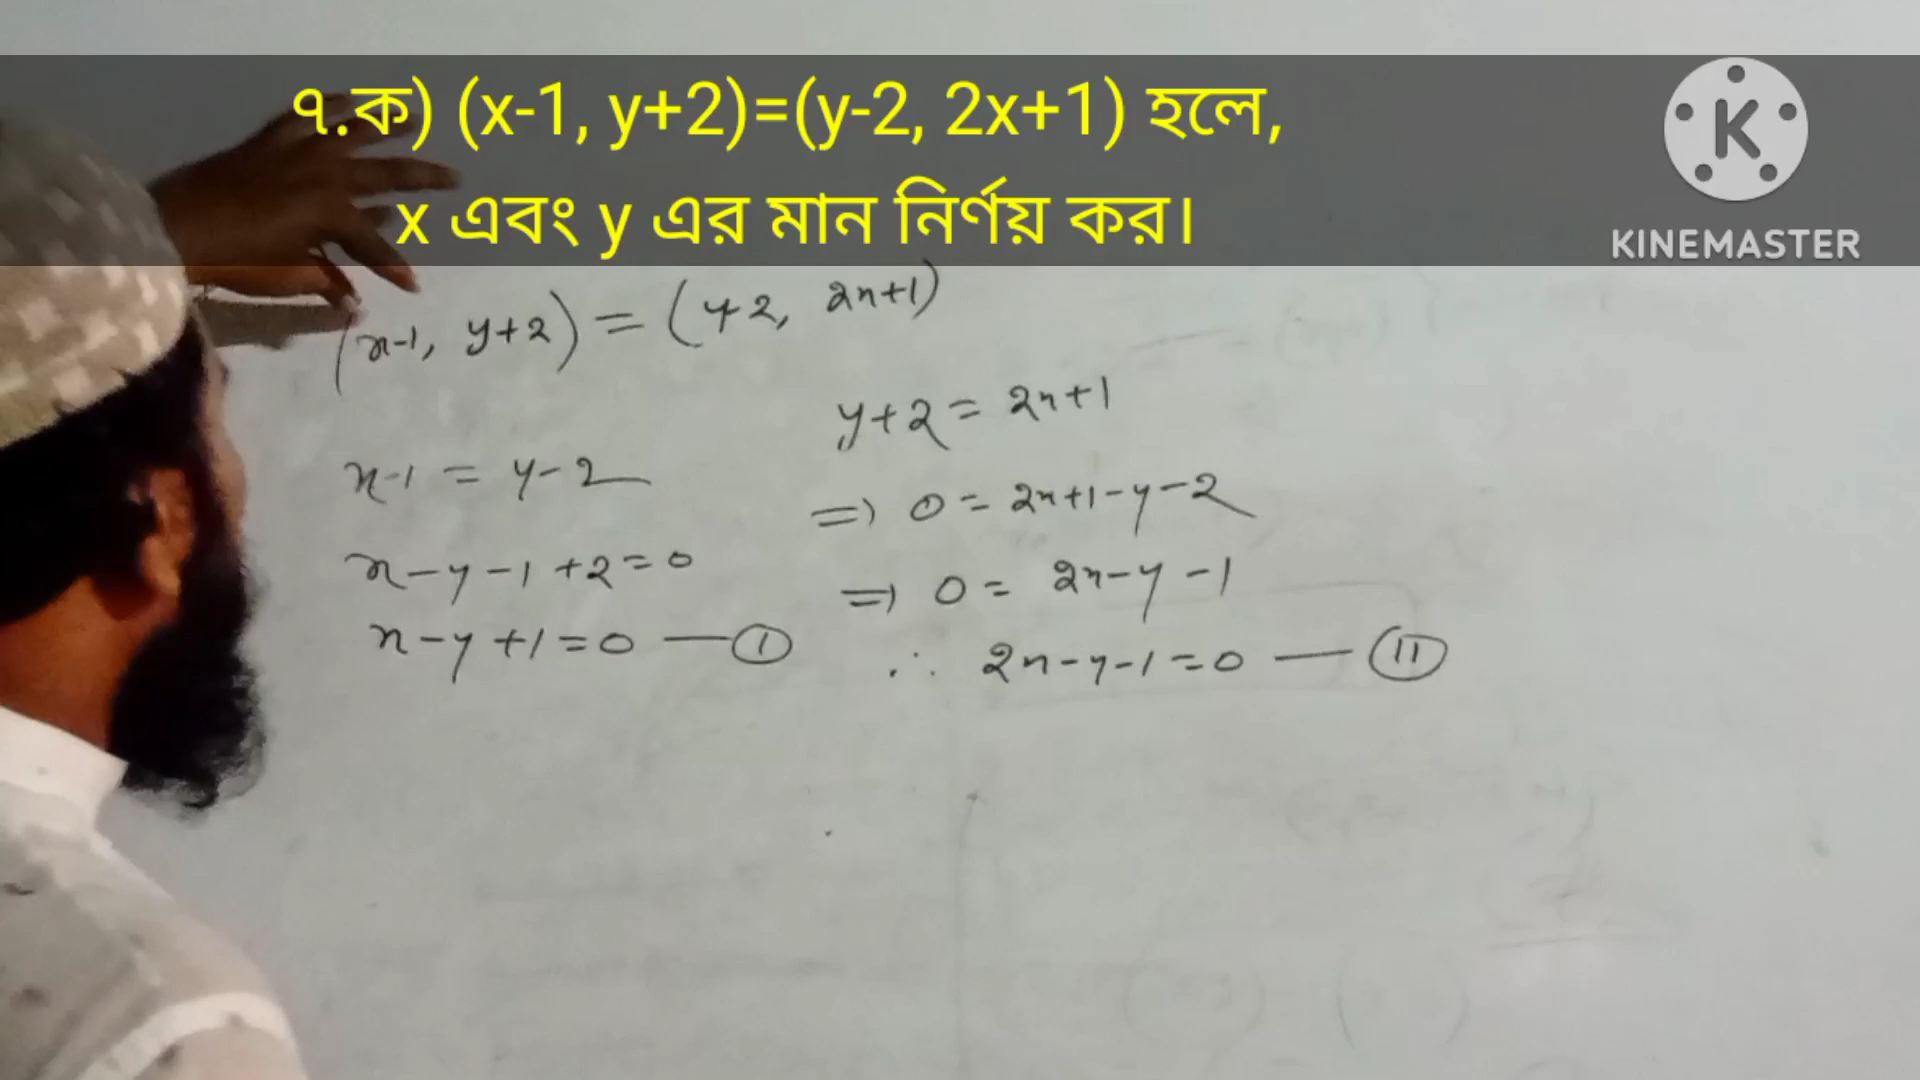 ৭.ক) (x-1, y+2)=(y-2, 2x+1) হলে,
x এবং y এর মান নির্ণয় কর।
K
KINEMASTER
(x-1, y+2) = (y-2, 2x+1)
y+2 = 2x+1
x-1 = y-2
⇒ 0 = 2x+1-y-2
x-y-1+2=0
⇒ 0 = 2x-y-1
x-y+1=0 — (i)
∴ 2x-y-1=0 — (ii)